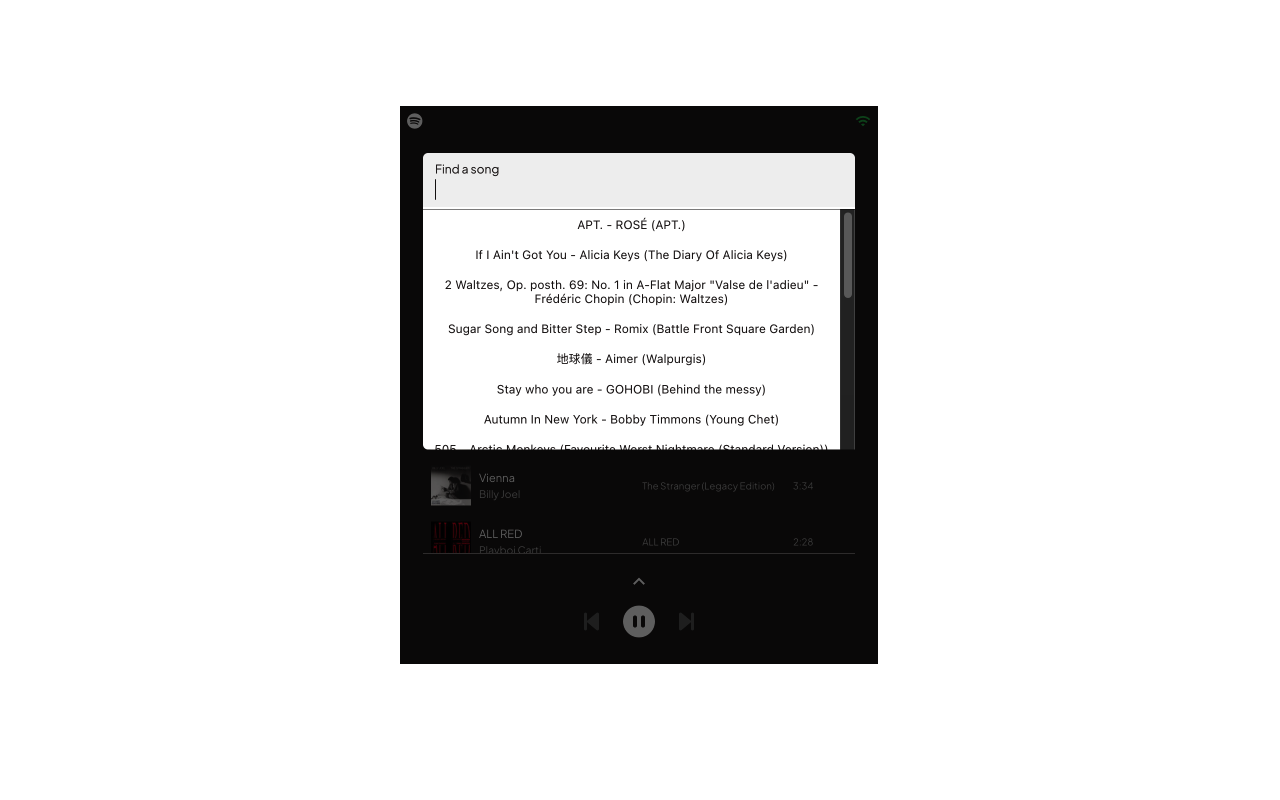 Find a song
APT. - ROSÉ (APT.)
If I Ain't Got You - Alicia Keys (The Diary Of Alicia Keys)
2 Waltzes, Op. posth. 69: No. 1 in A-Flat Major "Valse de l'adieu" -
Frédéric Chopin (Chopin: Waltzes)
Sugar Song and Bitter Step - Romix (Battle Front Square Garden)
地球儀 - Aimer (Walpurgis)
Stay who you are - GOHOBI (Behind the messy)
Autumn In New York - Bobby Timmons (Young Chet)
505 - Arctic Monkeys (Favourite Worst Nightmare (Standard Version))
Vienna
Billy Joel
The Stranger (Legacy Edition)
3:34
ALL RED
Playboi Carti
ALL RED
2:28